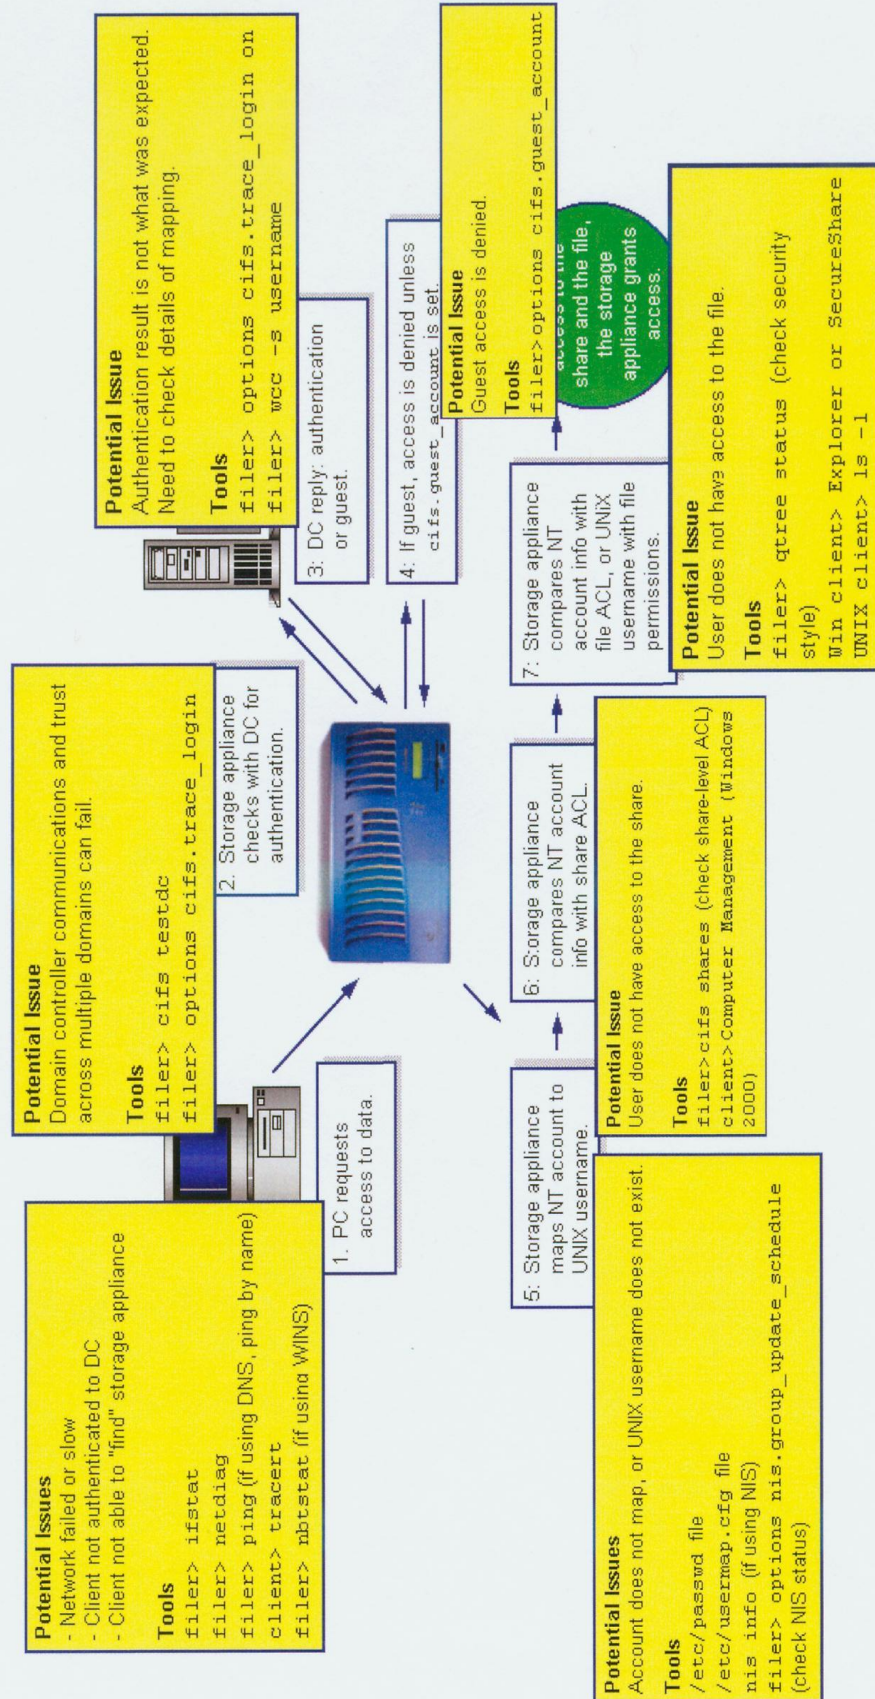 Potential Issues
- Network failed or slow
- Client not authenticated to DC
- Client not able to "find" storage appliance
Tools
filer> ifstat
filer> netdiag
filer> ping (if using DNS, ping by name)
client> tracert
filer> nbtstat (if using WINS)
1. PC requests
access to data.
Potential Issue
Domain controller communications and trust
across multiple domains can fail.
Tools
filer> cifs testdc
filer> options cifs.trace_login
2. Storage appliance
checks with DC for
authentication.
Potential Issue
Authentication result is not what was expected.
Need to check details of mapping.
Tools
filer> options cifs.trace_login on
filer> wcc -s username
3: DC reply: authentication
or guest.
4: If guest, access is denied unless
cifs.guest_account is set.
Potential Issue
Guest access is denied.
Tools
filer>options cifs.guest_account
5: Storage appliance
maps NT account to
UNIX username.
Potential Issues
Account does not map, or UNIX username does not exist.
Tools
/etc/passwd file
/etc/usermap.cfg file
nis info (if using NIS)
filer> options nis.group_update_schedule
(check NIS status)
6: Storage appliance
compares NT account
info with share ACL.
Potential Issue
User does not have access to the share.
Tools
filer>cifs shares (check share-level ACL)
client>Computer Management (Windows
2000)
7: Storage appliance
compares NT
account info with
file ACL, or UNIX
username with file
permissions.
Potential Issue
User does not have access to the file.
Tools
filer> qtree status (check security
style)
Win client> Explorer or SecureShare
UNIX client> ls -l
access to the
share and the file,
the storage
appliance grants
access.